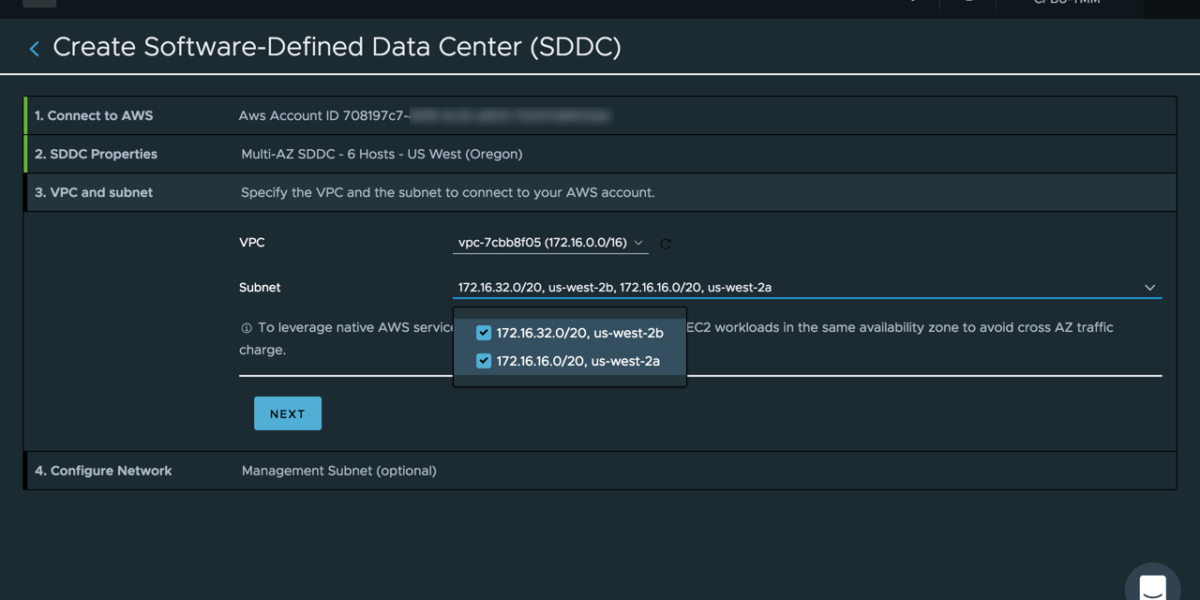 Create Software-Defined Data Center (SDDC)
1. Connect to AWS
Aws Account ID 708197c7-
2. SDDC Properties
Multi-AZ SDDC - 6 Hosts - US West (Oregon)
3. VPC and subnet
Specify the VPC and the subnet to connect to your AWS account.
VPC
vpc-7cbb8f05 (172.16.0.0/16)
Subnet
172.16.32.0/20, us-west-2b, 172.16.16.0/20, us-west-2a
172.16.32.0/20, us-west-2b
172.16.16.0/20, us-west-2a
To leverage native AWS EC2 workloads in the same availability zone to avoid cross AZ traffic
charge.
NEXT
4. Configure Network
Management Subnet (optional)